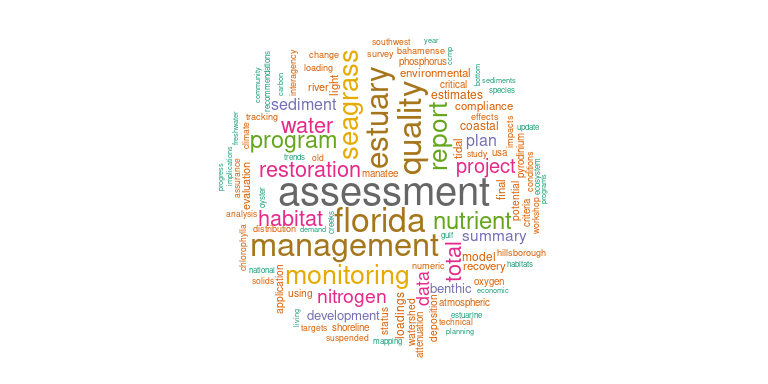 southwest
year
change
survey
bahamense
ccmp
phosphorus
loading
interagency
carbon
recommendations
community
river
light
seagrass
estuary
quality
environmental
critical
bottom
sediments
species
estimates
sediment
report
compliance
water
tracking
program
climate
freshwater
coastal
effects
impacts
update
plan
tidal
study
usa
pyrodinium
trends
old
restoration
manatee
project
progress
implications
assurance
evaluation
final
potential
conditions
ecosystem
programs
assessment
oyster
habitat
creeks
florida
nutrient
criteria
workshop
analysis
distribution
demand
gulf
summary
chlorophyll
management
total
model
hillsborough
national
solids
monitoring
numeric
recovery
habitats
application
using
nitrogen
data
benthic
oxygen
economic
living
development
status
loadings
watershed
attenuation
deposition
atmospheric
estuarine
targets
shoreline
technical
suspended
mapping
planning